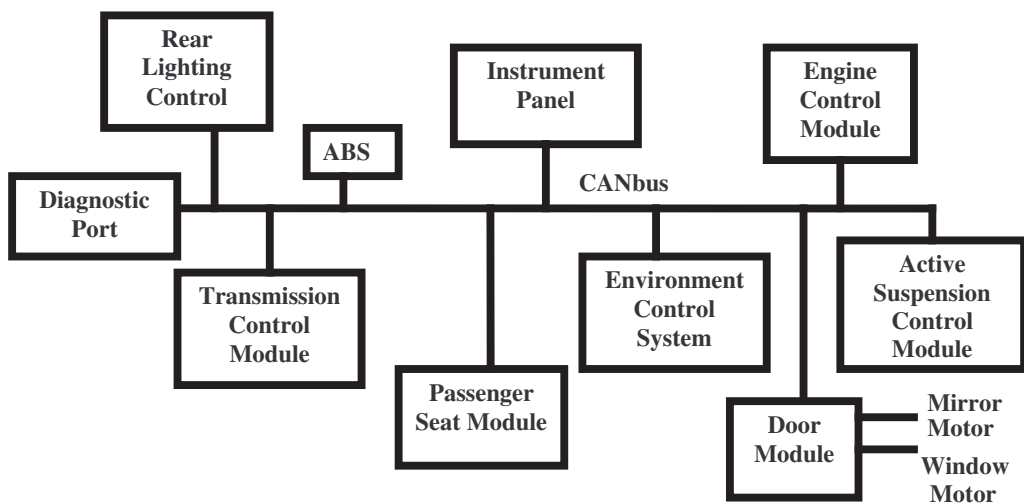 Rear
Lighting
Control
Instrument
Panel
Engine
Control
Module
ABS
CANbus
Diagnostic
Port
Transmission
Control
Module
Passenger
Seat Module
Environment
Control
System
Active
Suspension
Control
Module
Door
Module
Mirror
Motor
Window
Motor